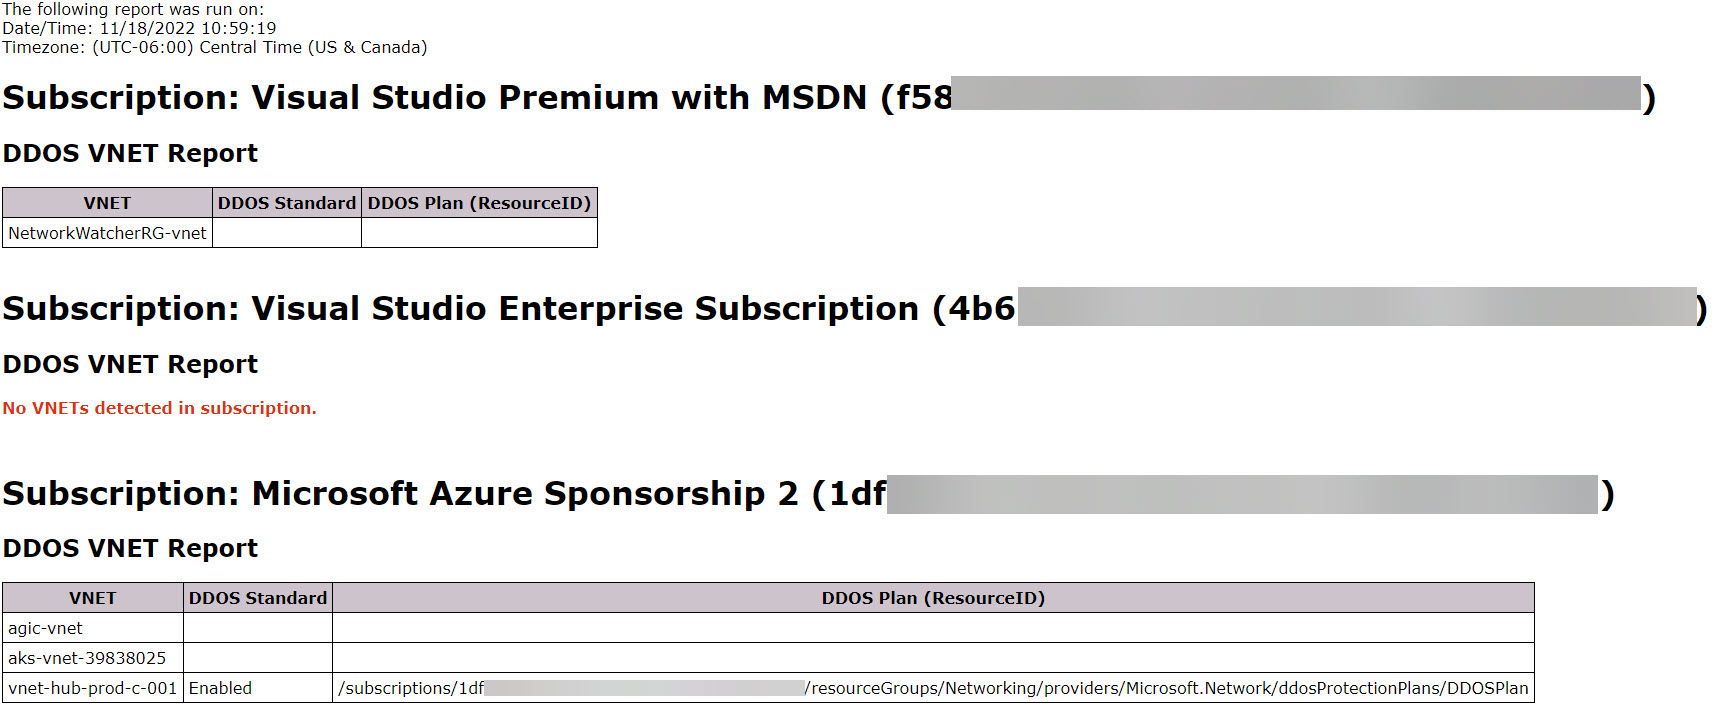 The following report was run on:
Date/Time: 11/18/2022 10:59:19
Timezone: (UTC-06:00) Central Time (US & Canada)
Subscription: Visual Studio Premium with MSDN (f58 )
DDOS VNET Report
VNET DDOS Standard DDOS Plan (ResourceID)
NetworkWatcherRG-vnet
Subscription: Visual Studio Enterprise Subscription (4b6 )
DDOS VNET Report
No VNETs detected in subscription.
Subscription: Microsoft Azure Sponsorship 2 (1df )
DDOS VNET Report
VNET DDOS Standard DDOS Plan (ResourceID)
agic-vnet
aks-vnet-39838025
vnet-hub-prod-c-001 Enabled /subscriptions/1df /resourceGroups/Networking/providers/Microsoft.Network/ddosProtectionPlans/DDOSPlan